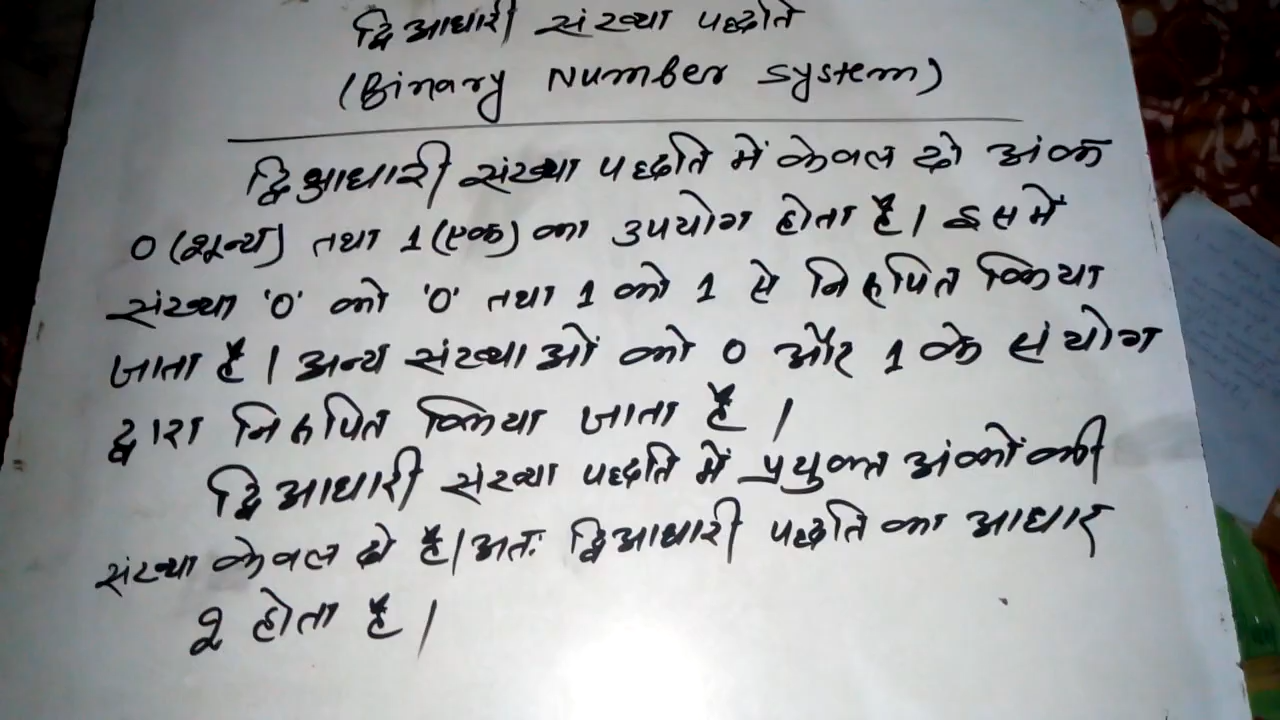 द्विआधारी संख्या पद्धति
(Binary Number System)
द्विआधारी संख्या पद्धति में केवल दो अंक
0 (शून्य) तथा 1 (एक) का उपयोग होता है। इसमें
संख्या '0' को '0' तथा 1 को 1 से निरूपित किया
जाता है। अन्य संख्याओं को 0 और 1 के संयोग
द्वारा निरूपित किया जाता है।
द्विआधारी संख्या पद्धति में प्रयुक्त अंकों की
संख्या केवल दो है। अतः द्विआधारी पद्धति का आधार
2 होता है।